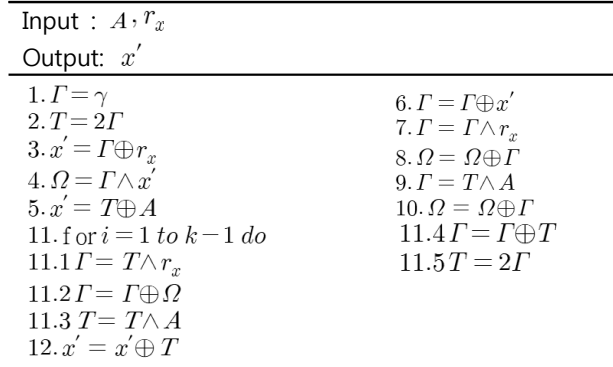 Input : A, r_x
Output: x′
1. Γ = γ
2. T = 2Γ
3. x′ = Γ⊕r_x
4. Ω = Γ∧x′
5. x′ = T⊕A
6. Γ = Γ⊕x′
7. Γ = Γ∧r_x
8. Ω = Ω⊕Γ
9. Γ = T∧A
10. Ω = Ω⊕Γ
11. for i = 1 to k−1 do
11.1 Γ = T∧r_x
11.2 Γ = Γ⊕Ω
11.3 T = T∧A
11.4 Γ = Γ⊕T
11.5 T = 2Γ
12. x′ = x′⊕T